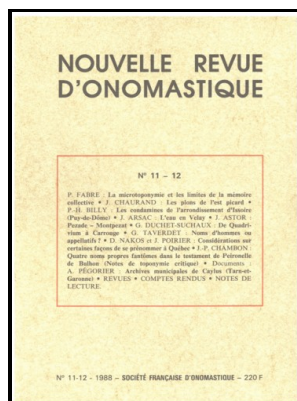 NOUVELLE REVUE
D'ONOMASTIQUE
N° 11 – 12
P. FABRE : La microtoponymie et les limites de la mémoire
collective • J. CHAURAND : Les plons de l'est picard •
P.-H. BILLY : Les condamines de l'arrondissement d'Issoire
(Puy-de-Dôme) • J. ARSAC : L'eau en Velay • J. ASTOR :
Pezade – Montpezat • G. DUCHET-SUCHAUX : De Quadri-
vium à Carrouge • G. TAVERDET : Noms d'hommes ou
appellatifs ? • D. NAKOS et J. POIRIER : Considérations sur
certaines façons de se prénommer à Québec • J.-P. CHAMBON :
Quatre noms propres fantômes dans le testament de Peironelle
de Bulhon (Notes de toponymie critique) • Documents :
A. PÉGORIER : Archives municipales de Caylus (Tarn-et-
Garonne) • REVUES • COMPTES RENDUS • NOTES DE
LECTURE
N° 11-12 - 1988 – SOCIÉTÉ FRANÇAISE D'ONOMASTIQUE – 220 F